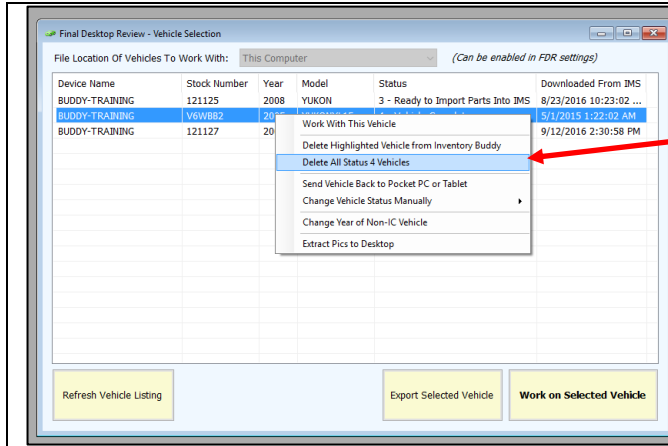 Final Desktop Review - Vehicle Selection
File Location Of Vehicles To Work With: This Computer (Can be enabled in FDR settings)
Device Name Stock Number Year Model Status Downloaded From IMS
BUDDY-TRAINING 121125 2008 YUKON 3 - Ready to Import Parts Into IMS 8/23/2016 10:23:02 ...
BUDDY-TRAINING V6WBB2 5/1/2015 1:22:02 AM
BUDDY-TRAINING 121127 20 9/12/2016 2:30:58 PM
Work With This Vehicle
Delete Highlighted Vehicle from Inventory Buddy
Delete All Status 4 Vehicles
Send Vehicle Back to Pocket PC or Tablet
Change Vehicle Status Manually
Change Year of Non-IC Vehicle
Extract Pics to Desktop
Refresh Vehicle Listing Export Selected Vehicle Work on Selected Vehicle